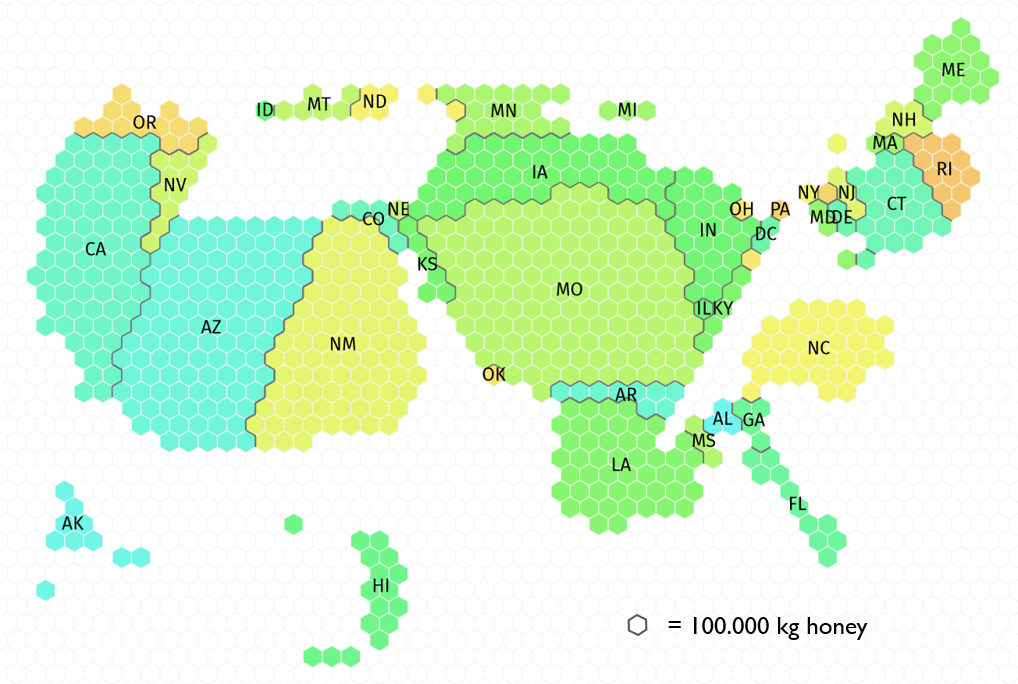 ME
ID
MT
ND
MN
MI
NH
OR
MA
RI
IA
NV
NY
NJ
CT
NE
OH
PA
MD
DE
CO
IN
DC
CA
KS
MO
ILKY
AZ
NM
NC
OK
AR
AL
GA
MS
LA
FL
AK
HI
= 100.000 kg honey